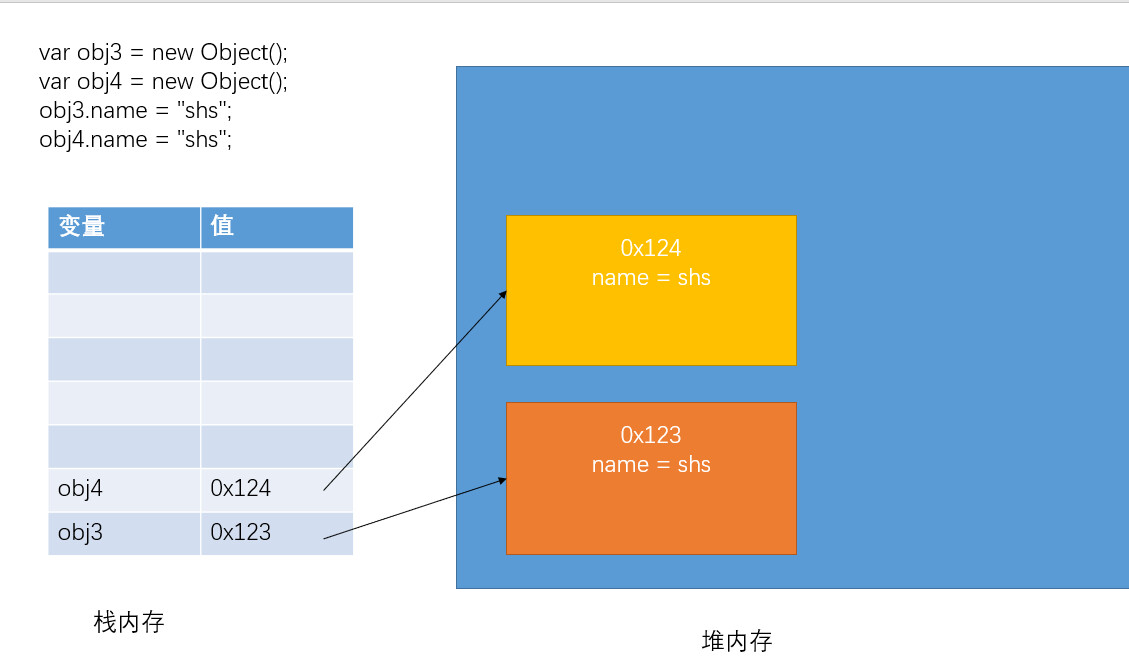 var obj3 = new Object();
var obj4 = new Object();
obj3.name = "shs";
obj4.name = "shs";
变量 值
obj4 0x124
obj3 0x123
栈内存
0x124
name = shs
0x123
name = shs
堆内存